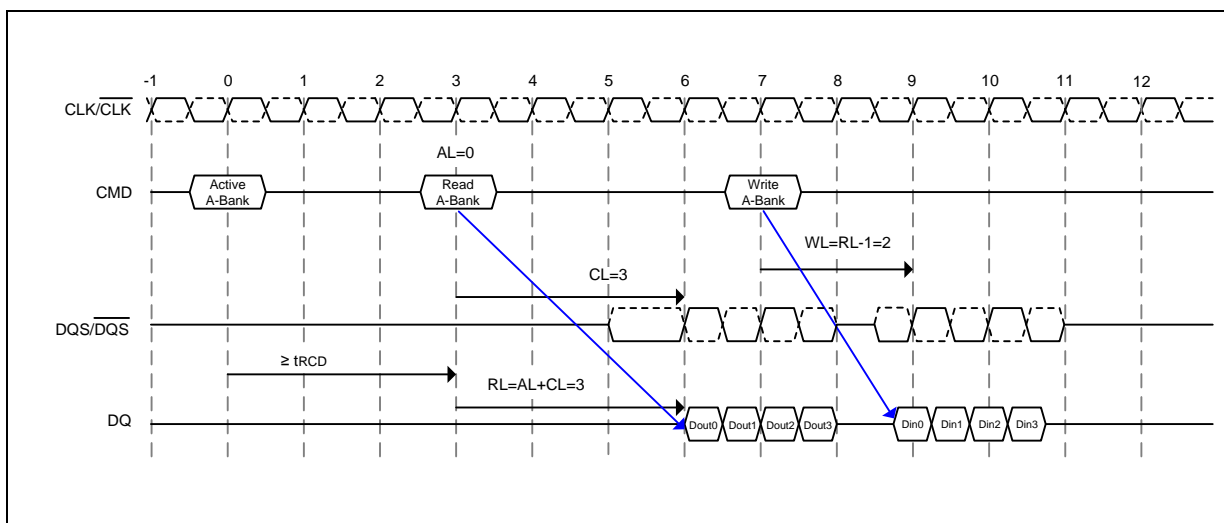 -1 0 1 2 3 4 5 6 7 8 9 10 11 12
CLK/CLK
AL=0
CMD
Active
A-Bank
Read
A-Bank
Write
A-Bank
WL=RL-1=2
CL=3
DQS/DQS
≥ tRCD
RL=AL+CL=3
DQ
Dout0 Dout1 Dout2 Dout3 Din0 Din1 Din2 Din3